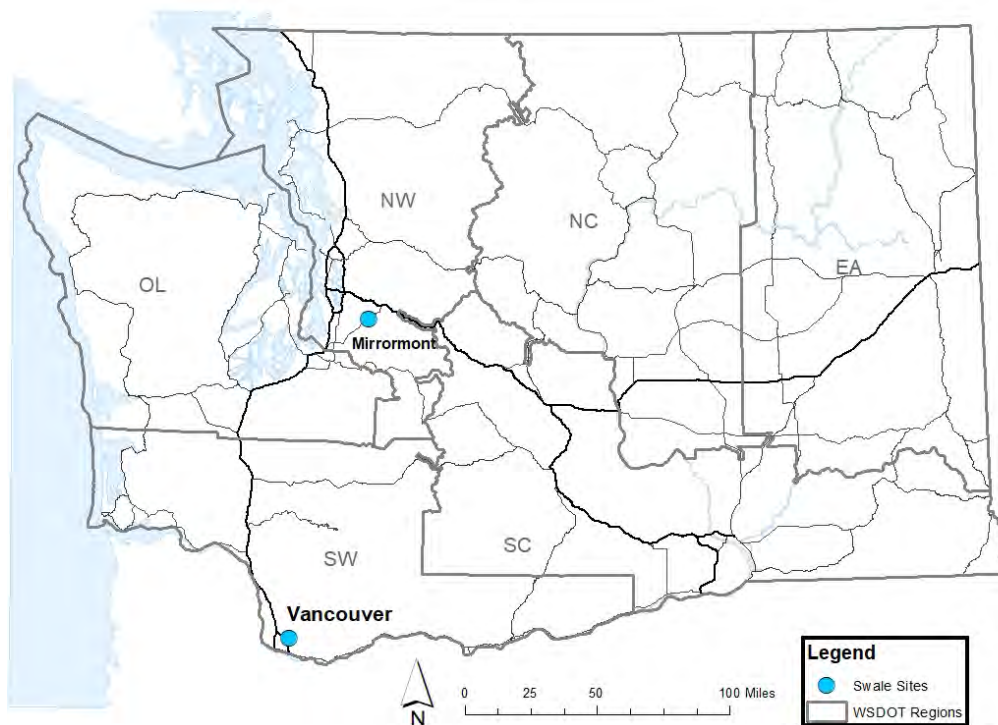 NW
NC
EA
OL
Mirrormont
SW
SC
Vancouver
N
0 25 50 100 Miles
Legend
Swale Sites
WSDOT Regions